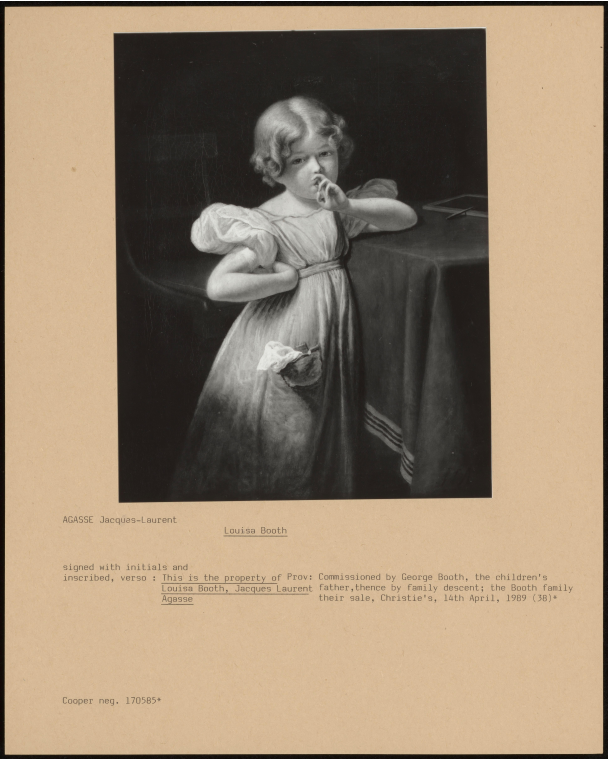 AGASSE Jacques-Laurent
Louisa Booth
signed with initials and
inscribed, verso : This is the property of
Louisa Booth, Jacques Laurent
Agasse
Prov: Commissioned by George Booth, the children's
father,thence by family descent; the Booth family
their sale, Christie's, 14th April, 1989 (38)*
Cooper neg. 170585*